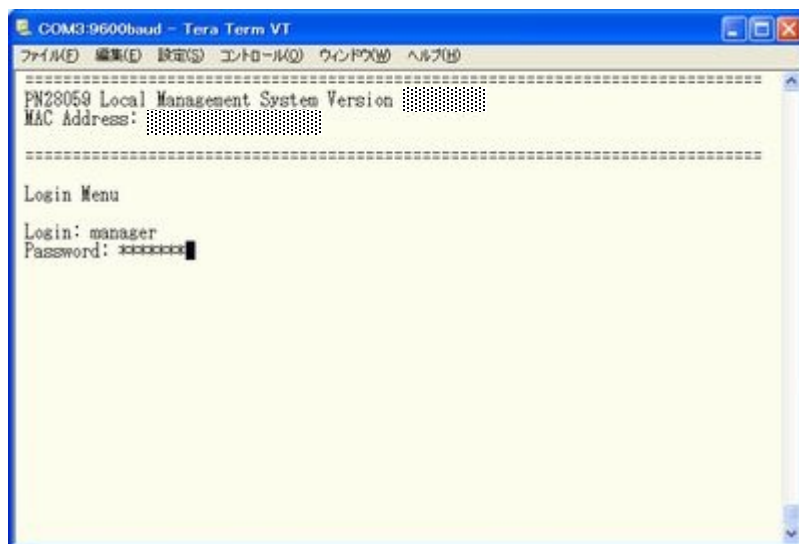 COM3:9600baud - Tera Term VT
ファイル(F) 編集(E) 設定(S) コントロール(O) ウィンドウ(W) ヘルプ(H)
==============================================================================
PN28059 Local Management System Version
MAC Address:
==============================================================================
Login Menu
Login: manager
Password: *******